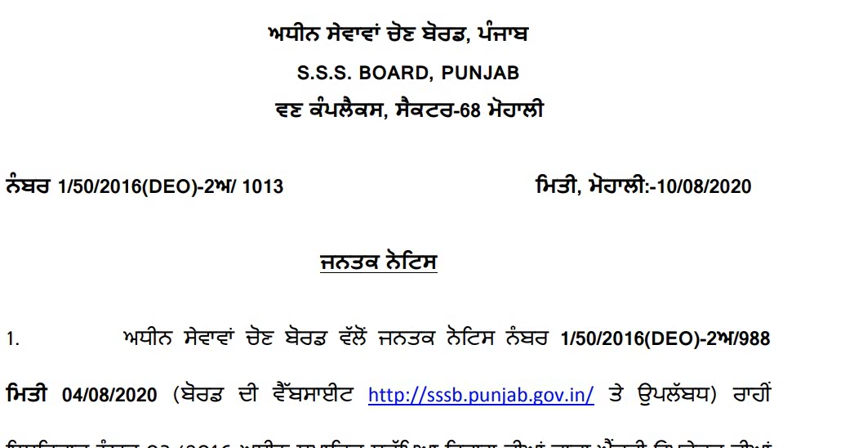 ਅਧੀਨ ਸੇਵਾਵਾਂ ਚੋਣ ਬੋਰਡ, ਪੰਜਾਬ
S.S.S. BOARD, PUNJAB
ਵਣ ਕੰਪਲੈਕਸ, ਸੈਕਟਰ-68 ਮੋਹਾਲੀ
ਨੰਬਰ 1/50/2016(DEO)-2ਅ/ 1013 ਮਿਤੀ, ਮੋਹਾਲੀ:-10/08/2020
ਜਨਤਕ ਨੋਟਿਸ
1. ਅਧੀਨ ਸੇਵਾਵਾਂ ਚੋਣ ਬੋਰਡ ਵੱਲੋਂ ਜਨਤਕ ਨੋਟਿਸ ਨੰਬਰ 1/50/2016(DEO)-2ਅ/988
ਮਿਤੀ 04/08/2020 (ਬੋਰਡ ਦੀ ਵੈੱਬਸਾਈਟ http://sssb.punjab.gov.in/ ਤੇ ਉਪਲੱਬਧ) ਰਾਹੀਂ